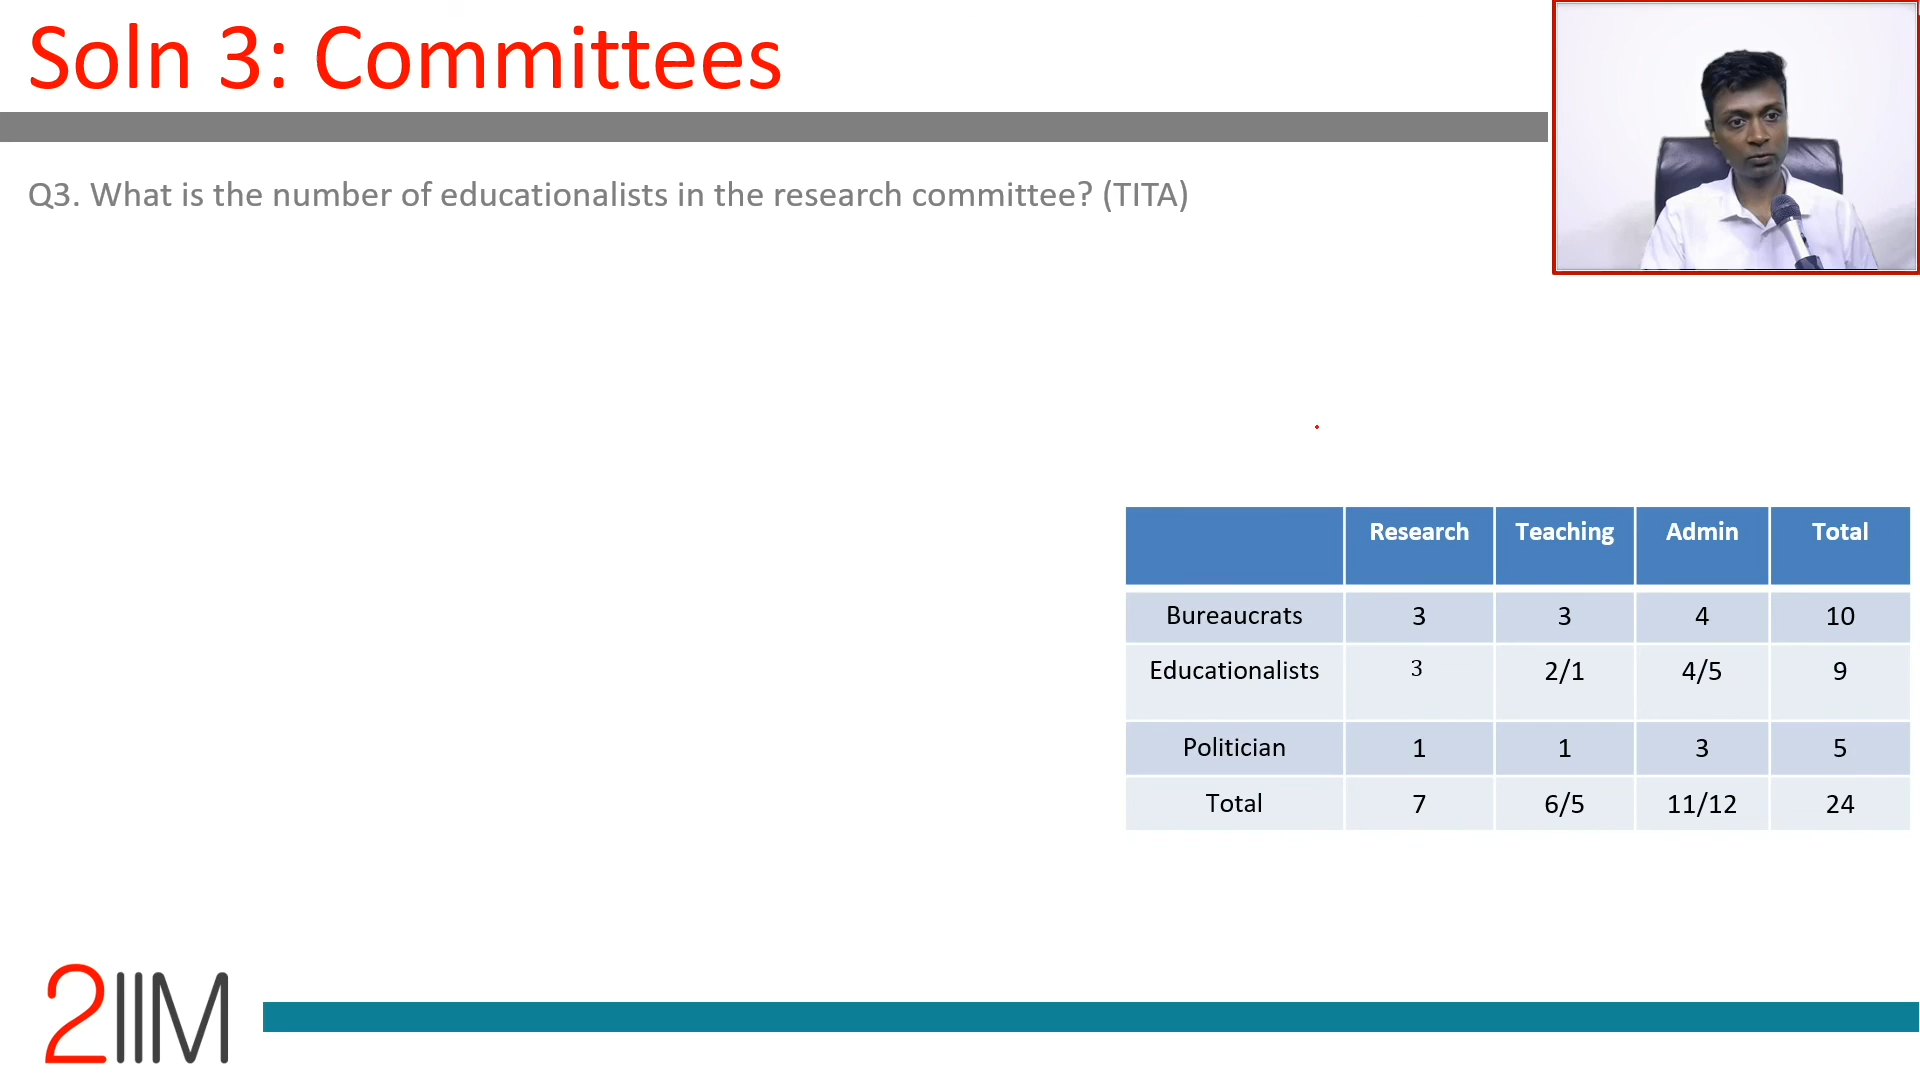 Soln 3: Committees
Q3. What is the number of educationalists in the research committee? (TITA)
Research Teaching Admin Total
Bureaucrats 3 3 4 10
Educationalists 3 2/1 4/5 9
Politician 1 1 3 5
Total 7 6/5 11/12 24
2IIM